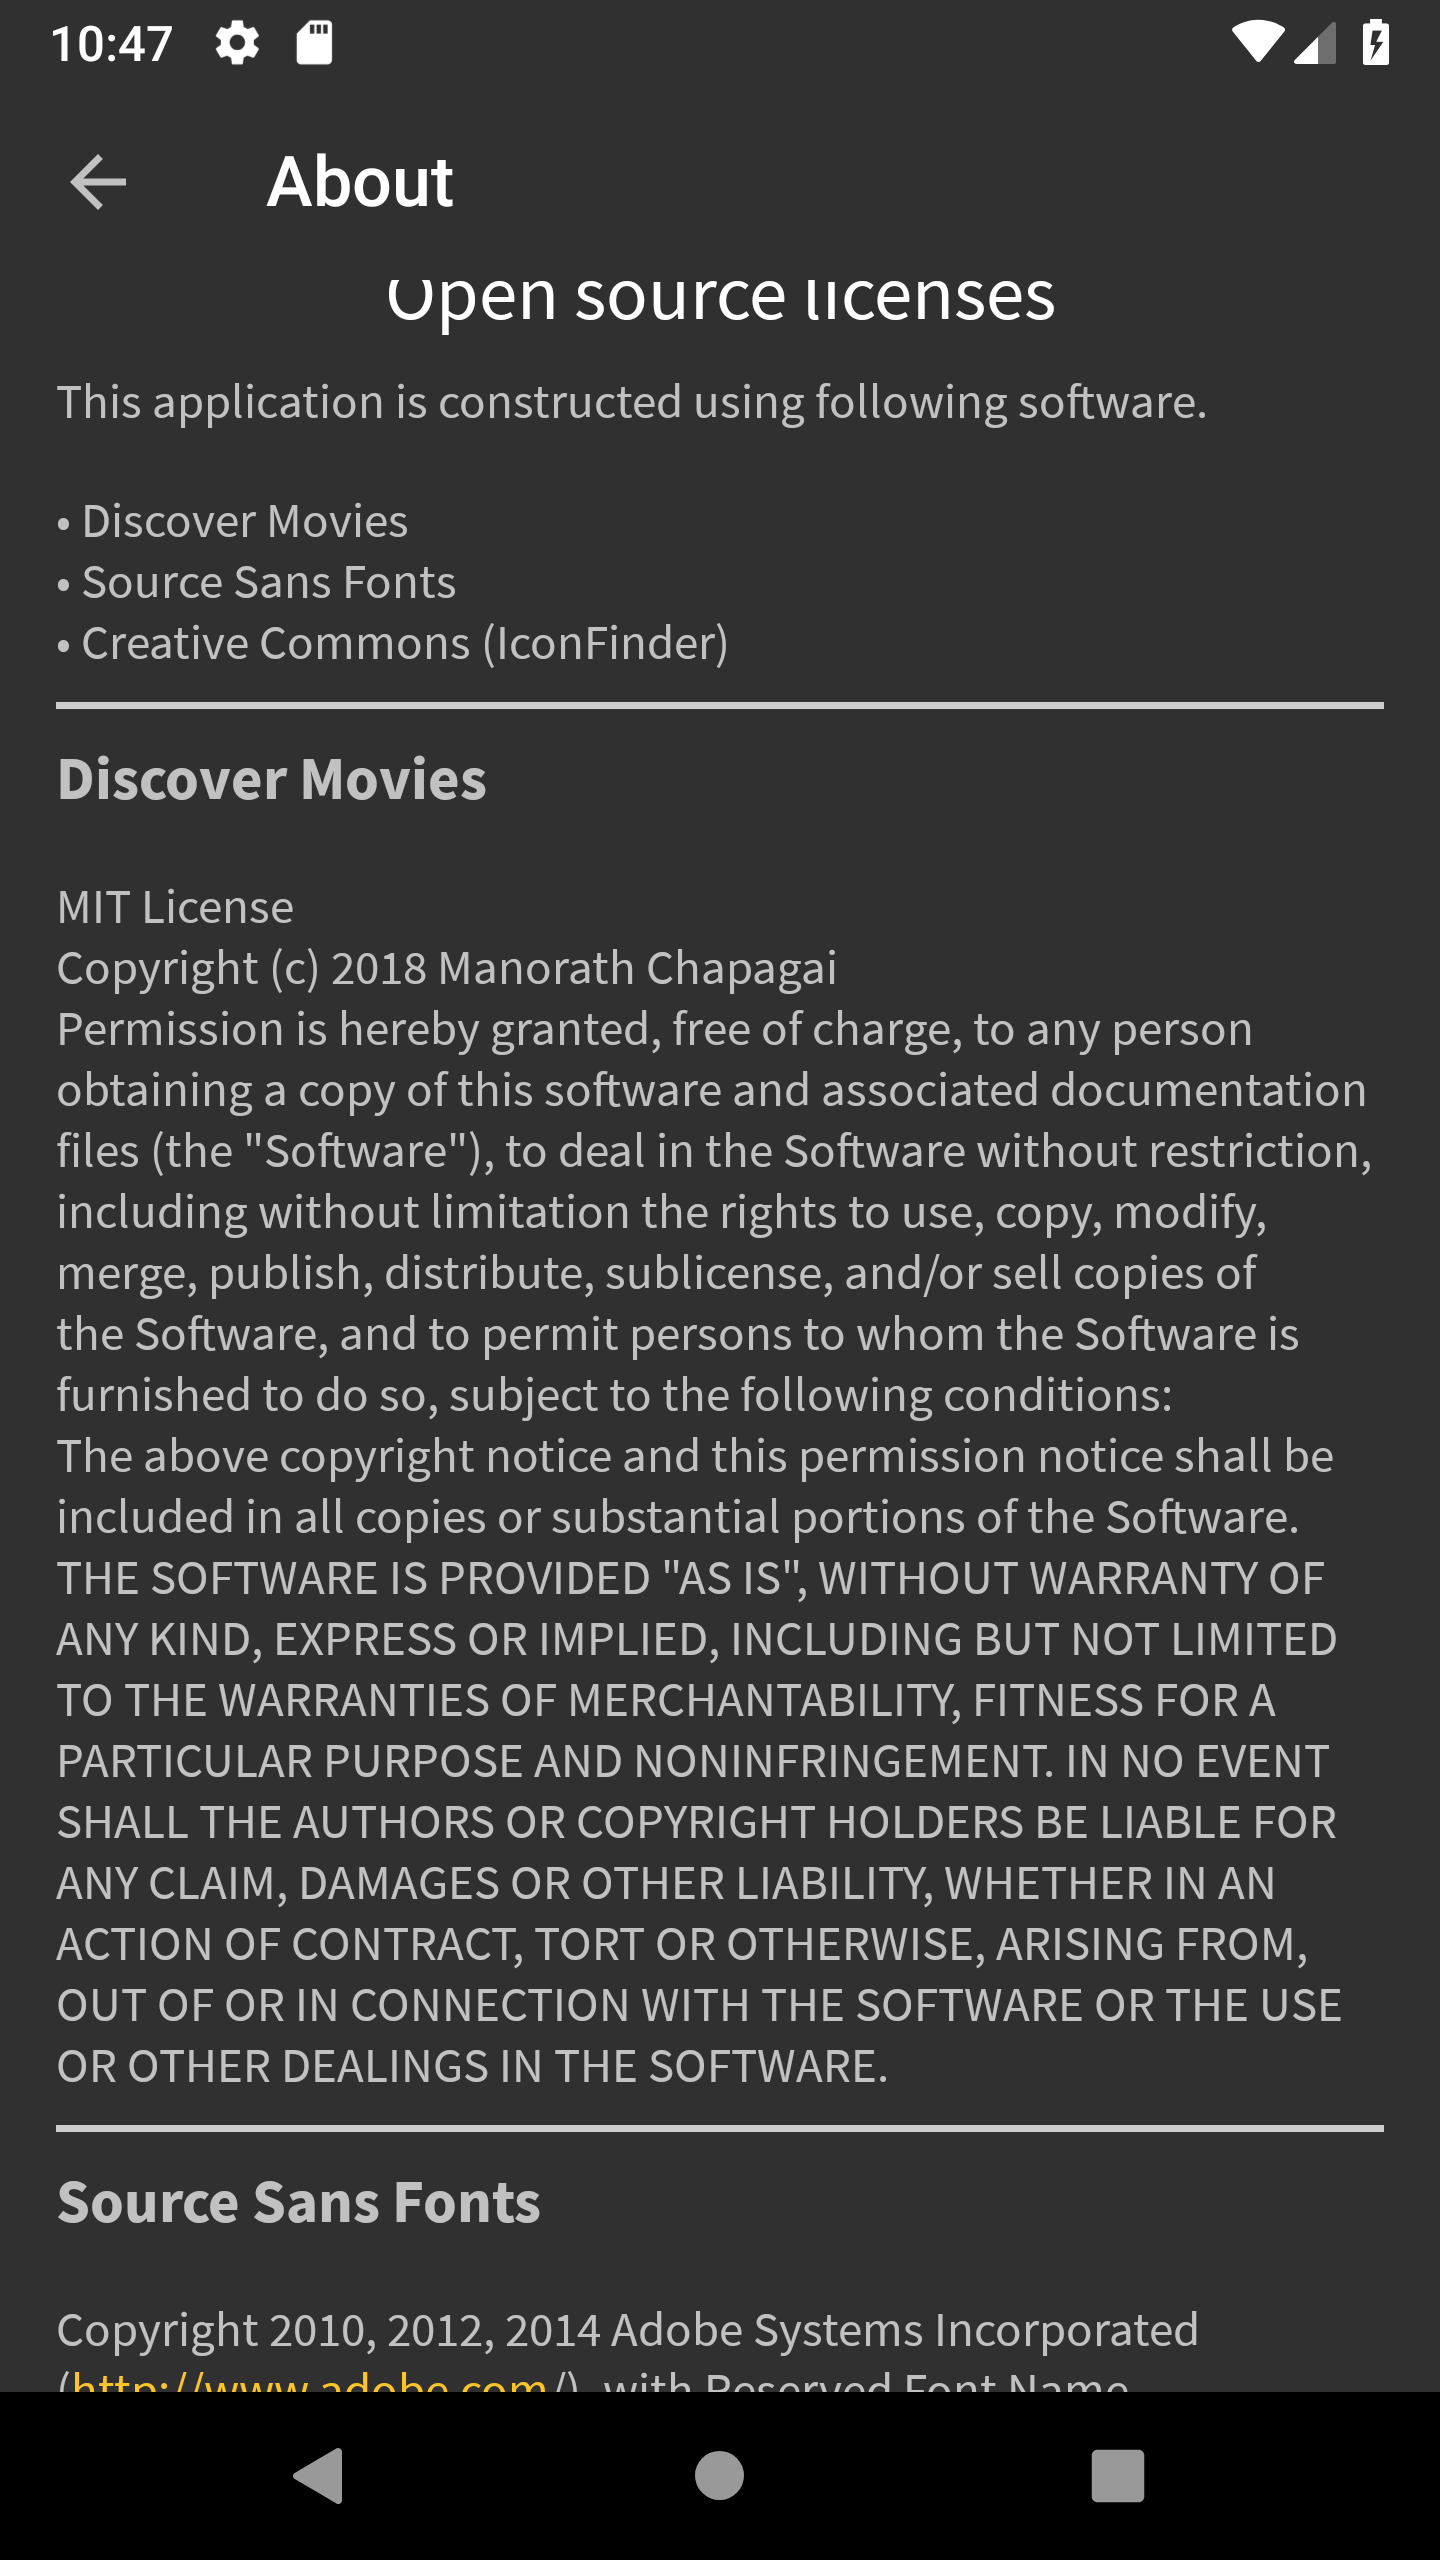 10:47
About
Open source licenses
This application is constructed using following software.
• Discover Movies
• Source Sans Fonts
• Creative Commons (IconFinder)
Discover Movies
MIT License
Copyright (c) 2018 Manorath Chapagai
Permission is hereby granted, free of charge, to any person
obtaining a copy of this software and associated documentation
files (the "Software"), to deal in the Software without restriction,
including without limitation the rights to use, copy, modify,
merge, publish, distribute, sublicense, and/or sell copies of
the Software, and to permit persons to whom the Software is
furnished to do so, subject to the following conditions:
The above copyright notice and this permission notice shall be
included in all copies or substantial portions of the Software.
THE SOFTWARE IS PROVIDED "AS IS", WITHOUT WARRANTY OF
ANY KIND, EXPRESS OR IMPLIED, INCLUDING BUT NOT LIMITED
TO THE WARRANTIES OF MERCHANTABILITY, FITNESS FOR A
PARTICULAR PURPOSE AND NONINFRINGEMENT. IN NO EVENT
SHALL THE AUTHORS OR COPYRIGHT HOLDERS BE LIABLE FOR
ANY CLAIM, DAMAGES OR OTHER LIABILITY, WHETHER IN AN
ACTION OF CONTRACT, TORT OR OTHERWISE, ARISING FROM,
OUT OF OR IN CONNECTION WITH THE SOFTWARE OR THE USE
OR OTHER DEALINGS IN THE SOFTWARE.
Source Sans Fonts
Copyright 2010, 2012, 2014 Adobe Systems Incorporated
(http://www.adobe.com/), with Reserved Font Name